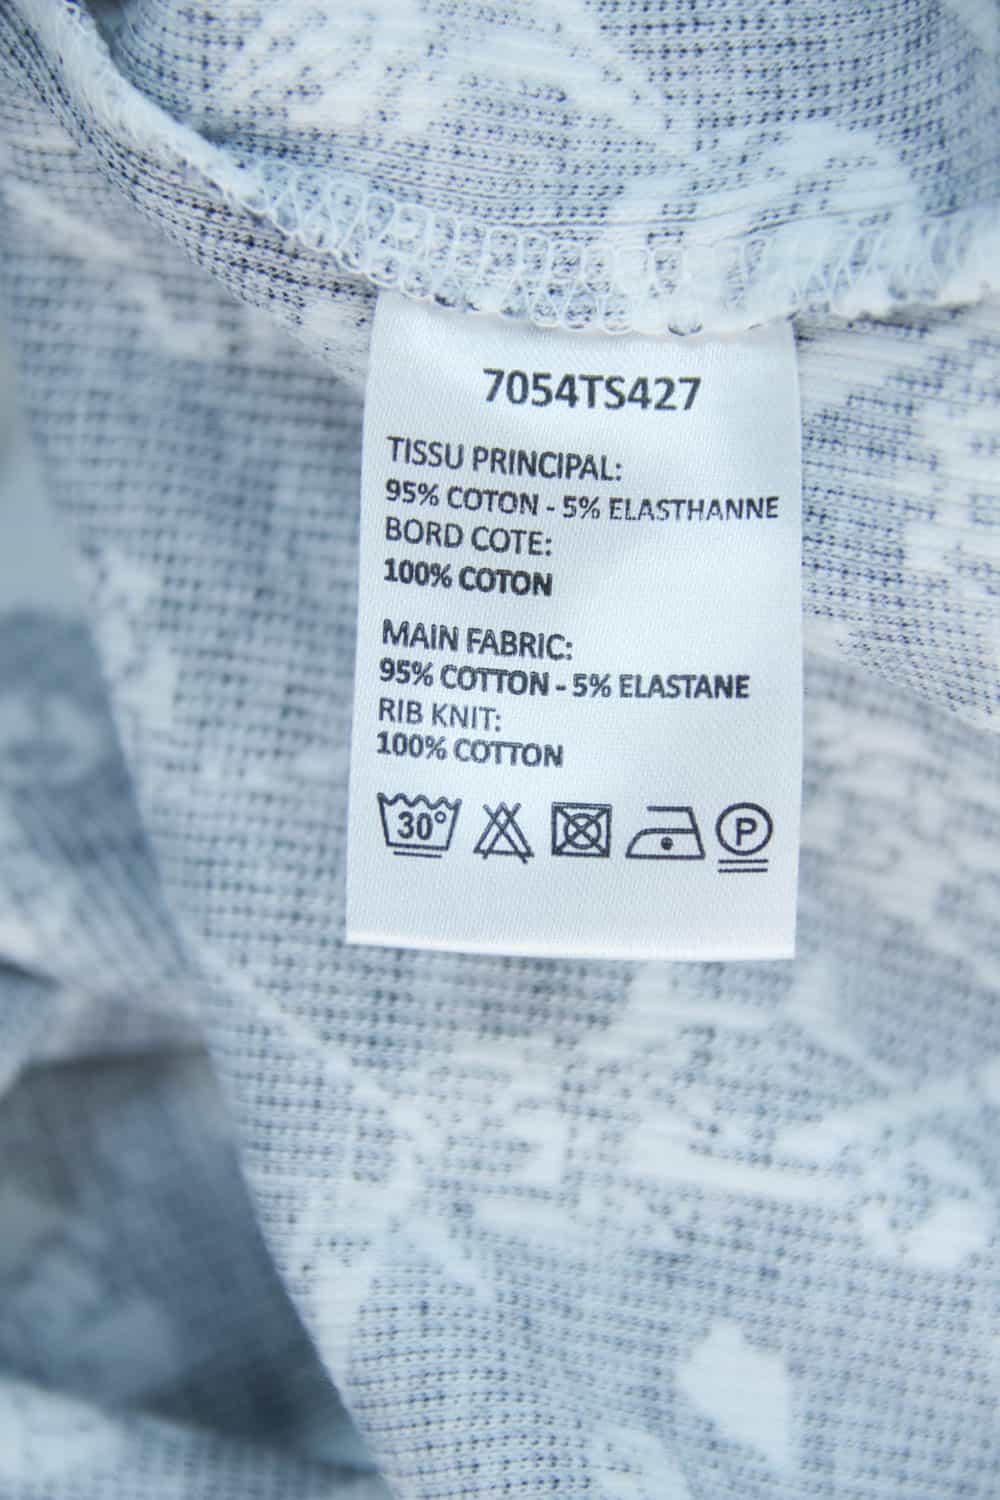 7054TS427
TISSU PRINCIPAL:
95% COTON - 5% ELASTHANNE
BORD COTE:
100% COTON
MAIN FABRIC:
95% COTTON - 5% ELASTANE
RIB KNIT:
100% COTTON
30° P